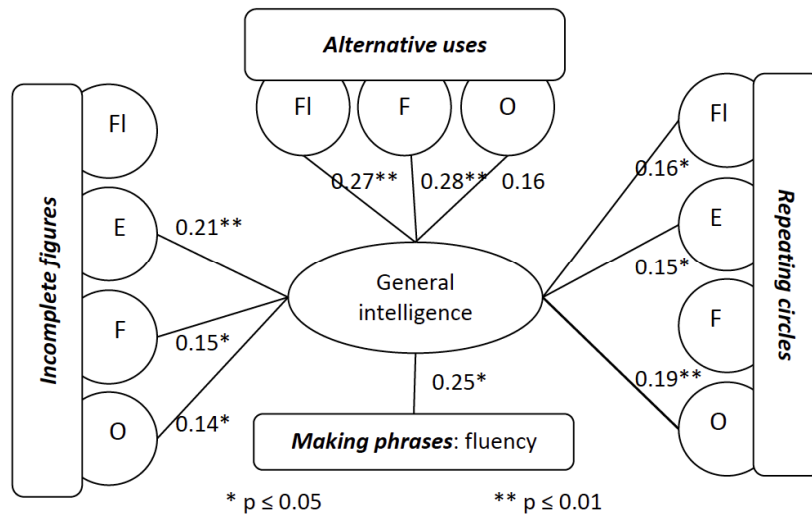 Alternative uses
Fl
F
O
0.27**
0.28**
0.16
Incomplete figures
Fl
E
F
O
0.21**
0.15*
0.14*
General
intelligence
0.25*
Making phrases: fluency
Repeating circles
Fl
E
F
O
0.16*
0.15*
0.19**
* p ≤ 0.05
** p ≤ 0.01